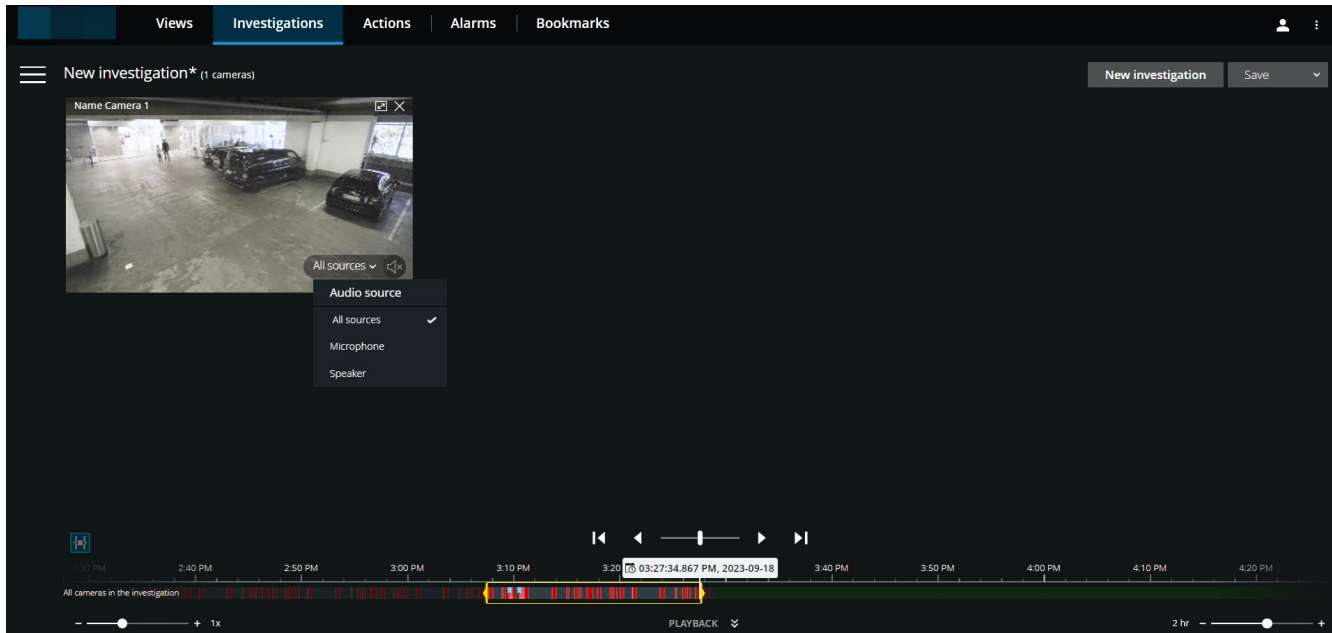 Views Investigations Actions Alarms Bookmarks
New investigation* (1 cameras)
New investigation Save
Name Camera 1
All sources
Audio source
All sources
Microphone
Speaker
2:30 PM 2:40 PM 2:50 PM 3:00 PM 3:10 PM 3:20 03:27:34.867 PM, 2023-09-18 3:40 PM 3:50 PM 4:00 PM 4:10 PM 4:20 PM
All cameras in the investigation
- + 1x PLAYBACK 2 hr - +